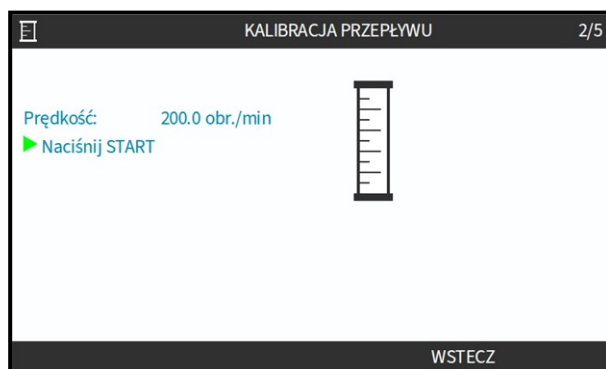 KALIBRACJA PRZEPŁYWU 2/5
Prędkość: 200.0 obr./min
Naciśnij START
WSTECZ